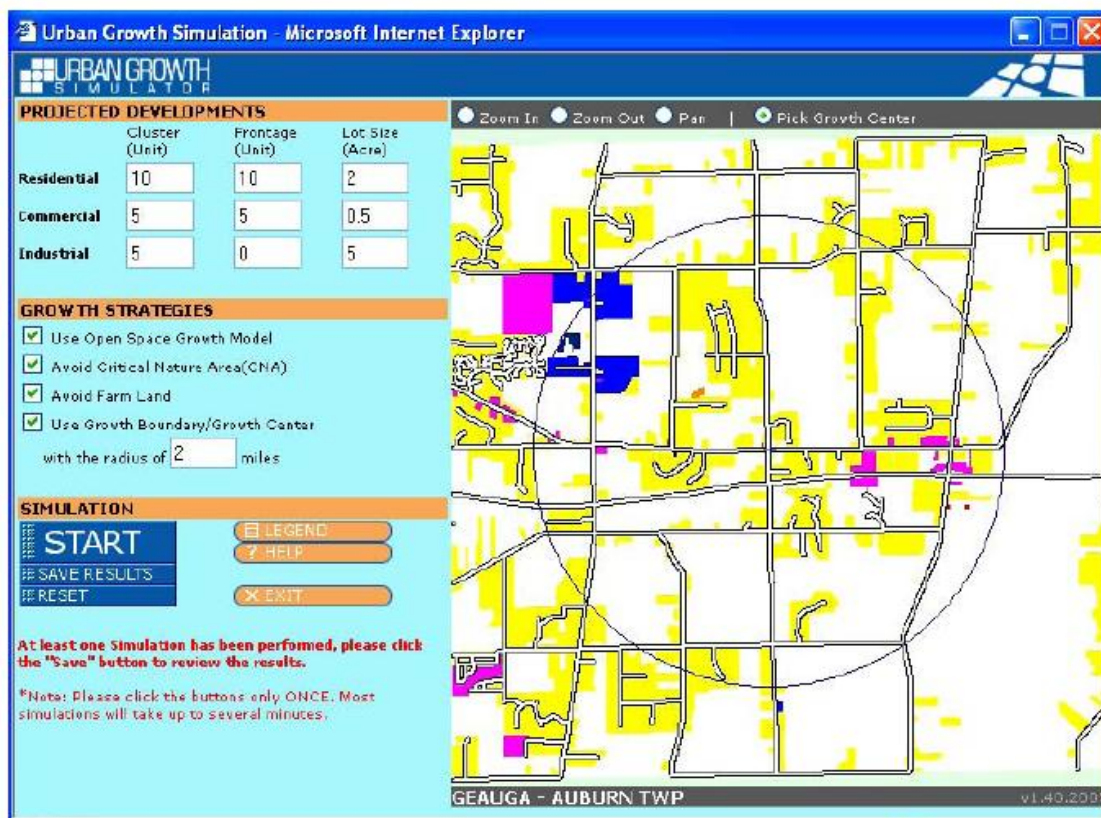 Urban Growth Simulation - Microsoft Internet Explorer
URBAN GROWTH
SIMULATOR
PROJECTED DEVELOPMENTS
Cluster (Unit) Frontage (Unit) Lot Size (Acre)
Residential 10 10 2
Commercial 5 5 0.5
Industrial 5 0 5
GROWTH STRATEGIES
Use Open Space Growth Model
Avoid Critical Nature Area(CNA)
Avoid Farm Land
Use Growth Boundary/Growth Center
with the radius of 2 miles
SIMULATION
START
SAVE RESULTS
RESET
LEGEND
? HELP
X EXIT
At least one Simulation has been performed, please click
the "Save" button to review the results.
*Note: Please click the buttons only ONCE. Most
simulations will take up to several minutes.
Zoom In Zoom Out Pan | Pick Growth Center
GEAUGA - AUBURN TWP